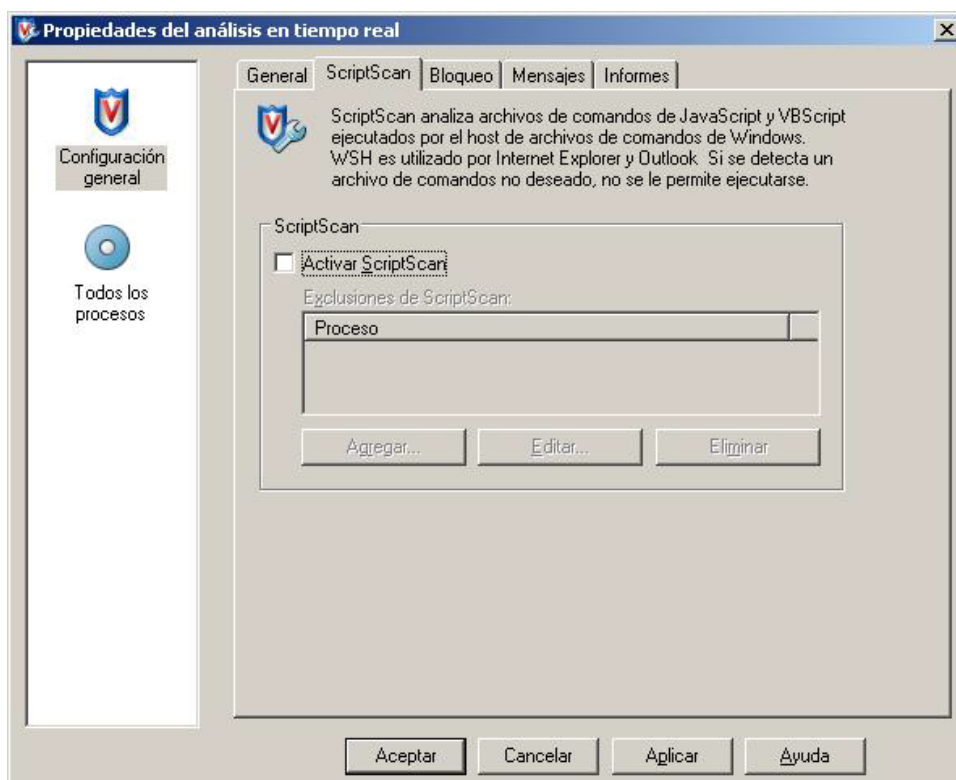 Propiedades del análisis en tiempo real
Configuración
general
Todos los
procesos
General ScriptScan Bloqueo Mensajes Informes
ScriptScan analiza archivos de comandos de JavaScript y VBScript
ejecutados por el host de archivos de comandos de Windows.
WSH es utilizado por Internet Explorer y Outlook Si se detecta un
archivo de comandos no deseado, no se le permite ejecutarse.
ScriptScan
Activar ScriptScan
Exclusiones de ScriptScan:
Proceso
Agregar... Editar... Eliminar
Aceptar Cancelar Aplicar Ayuda